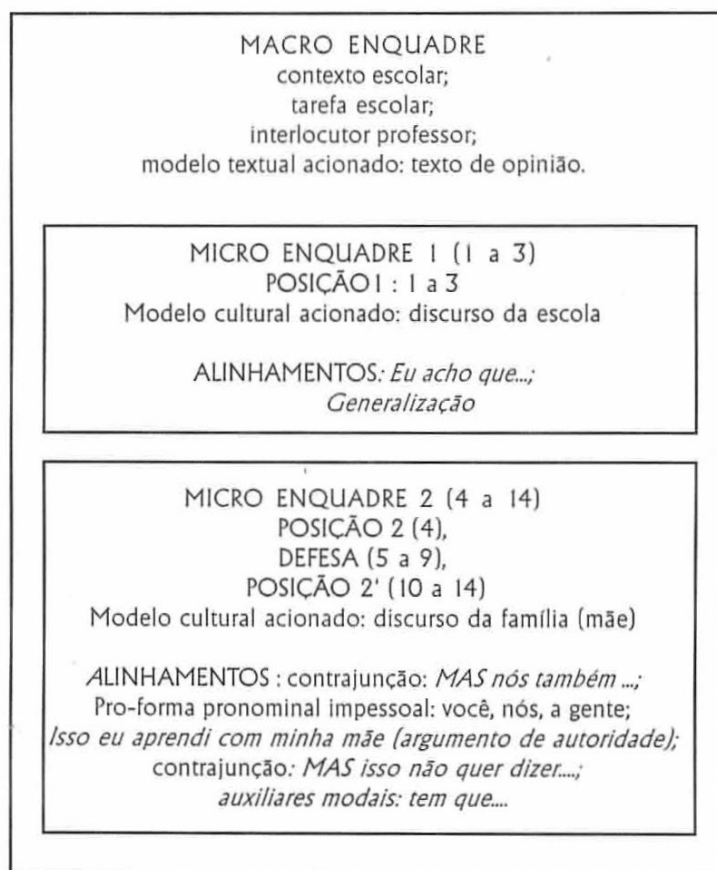 MACRO ENQUADRE
contexto escolar;
tarefa escolar;
interlocutor professor;
modelo textual acionado: texto de opinião.
MICRO ENQUADRE 1 (1 a 3)
POSIÇÃO 1 : 1 a 3
Modelo cultural acionado: discurso da escola
ALINHAMENTOS: Eu acho que...;
Generalização
MICRO ENQUADRE 2 (4 a 14)
POSIÇÃO 2 (4),
DEFESA (5 a 9),
POSIÇÃO 2' (10 a 14)
Modelo cultural acionado: discurso da família (mãe)
ALINHAMENTOS : contrajunção: MAS nós também ...;
Pro-forma pronominal impessoal: você, nós, a gente;
Isso eu aprendi com minha mãe (argumento de autoridade);
contrajunção: MAS isso não quer dizer....;
auxiliares modais: tem que....